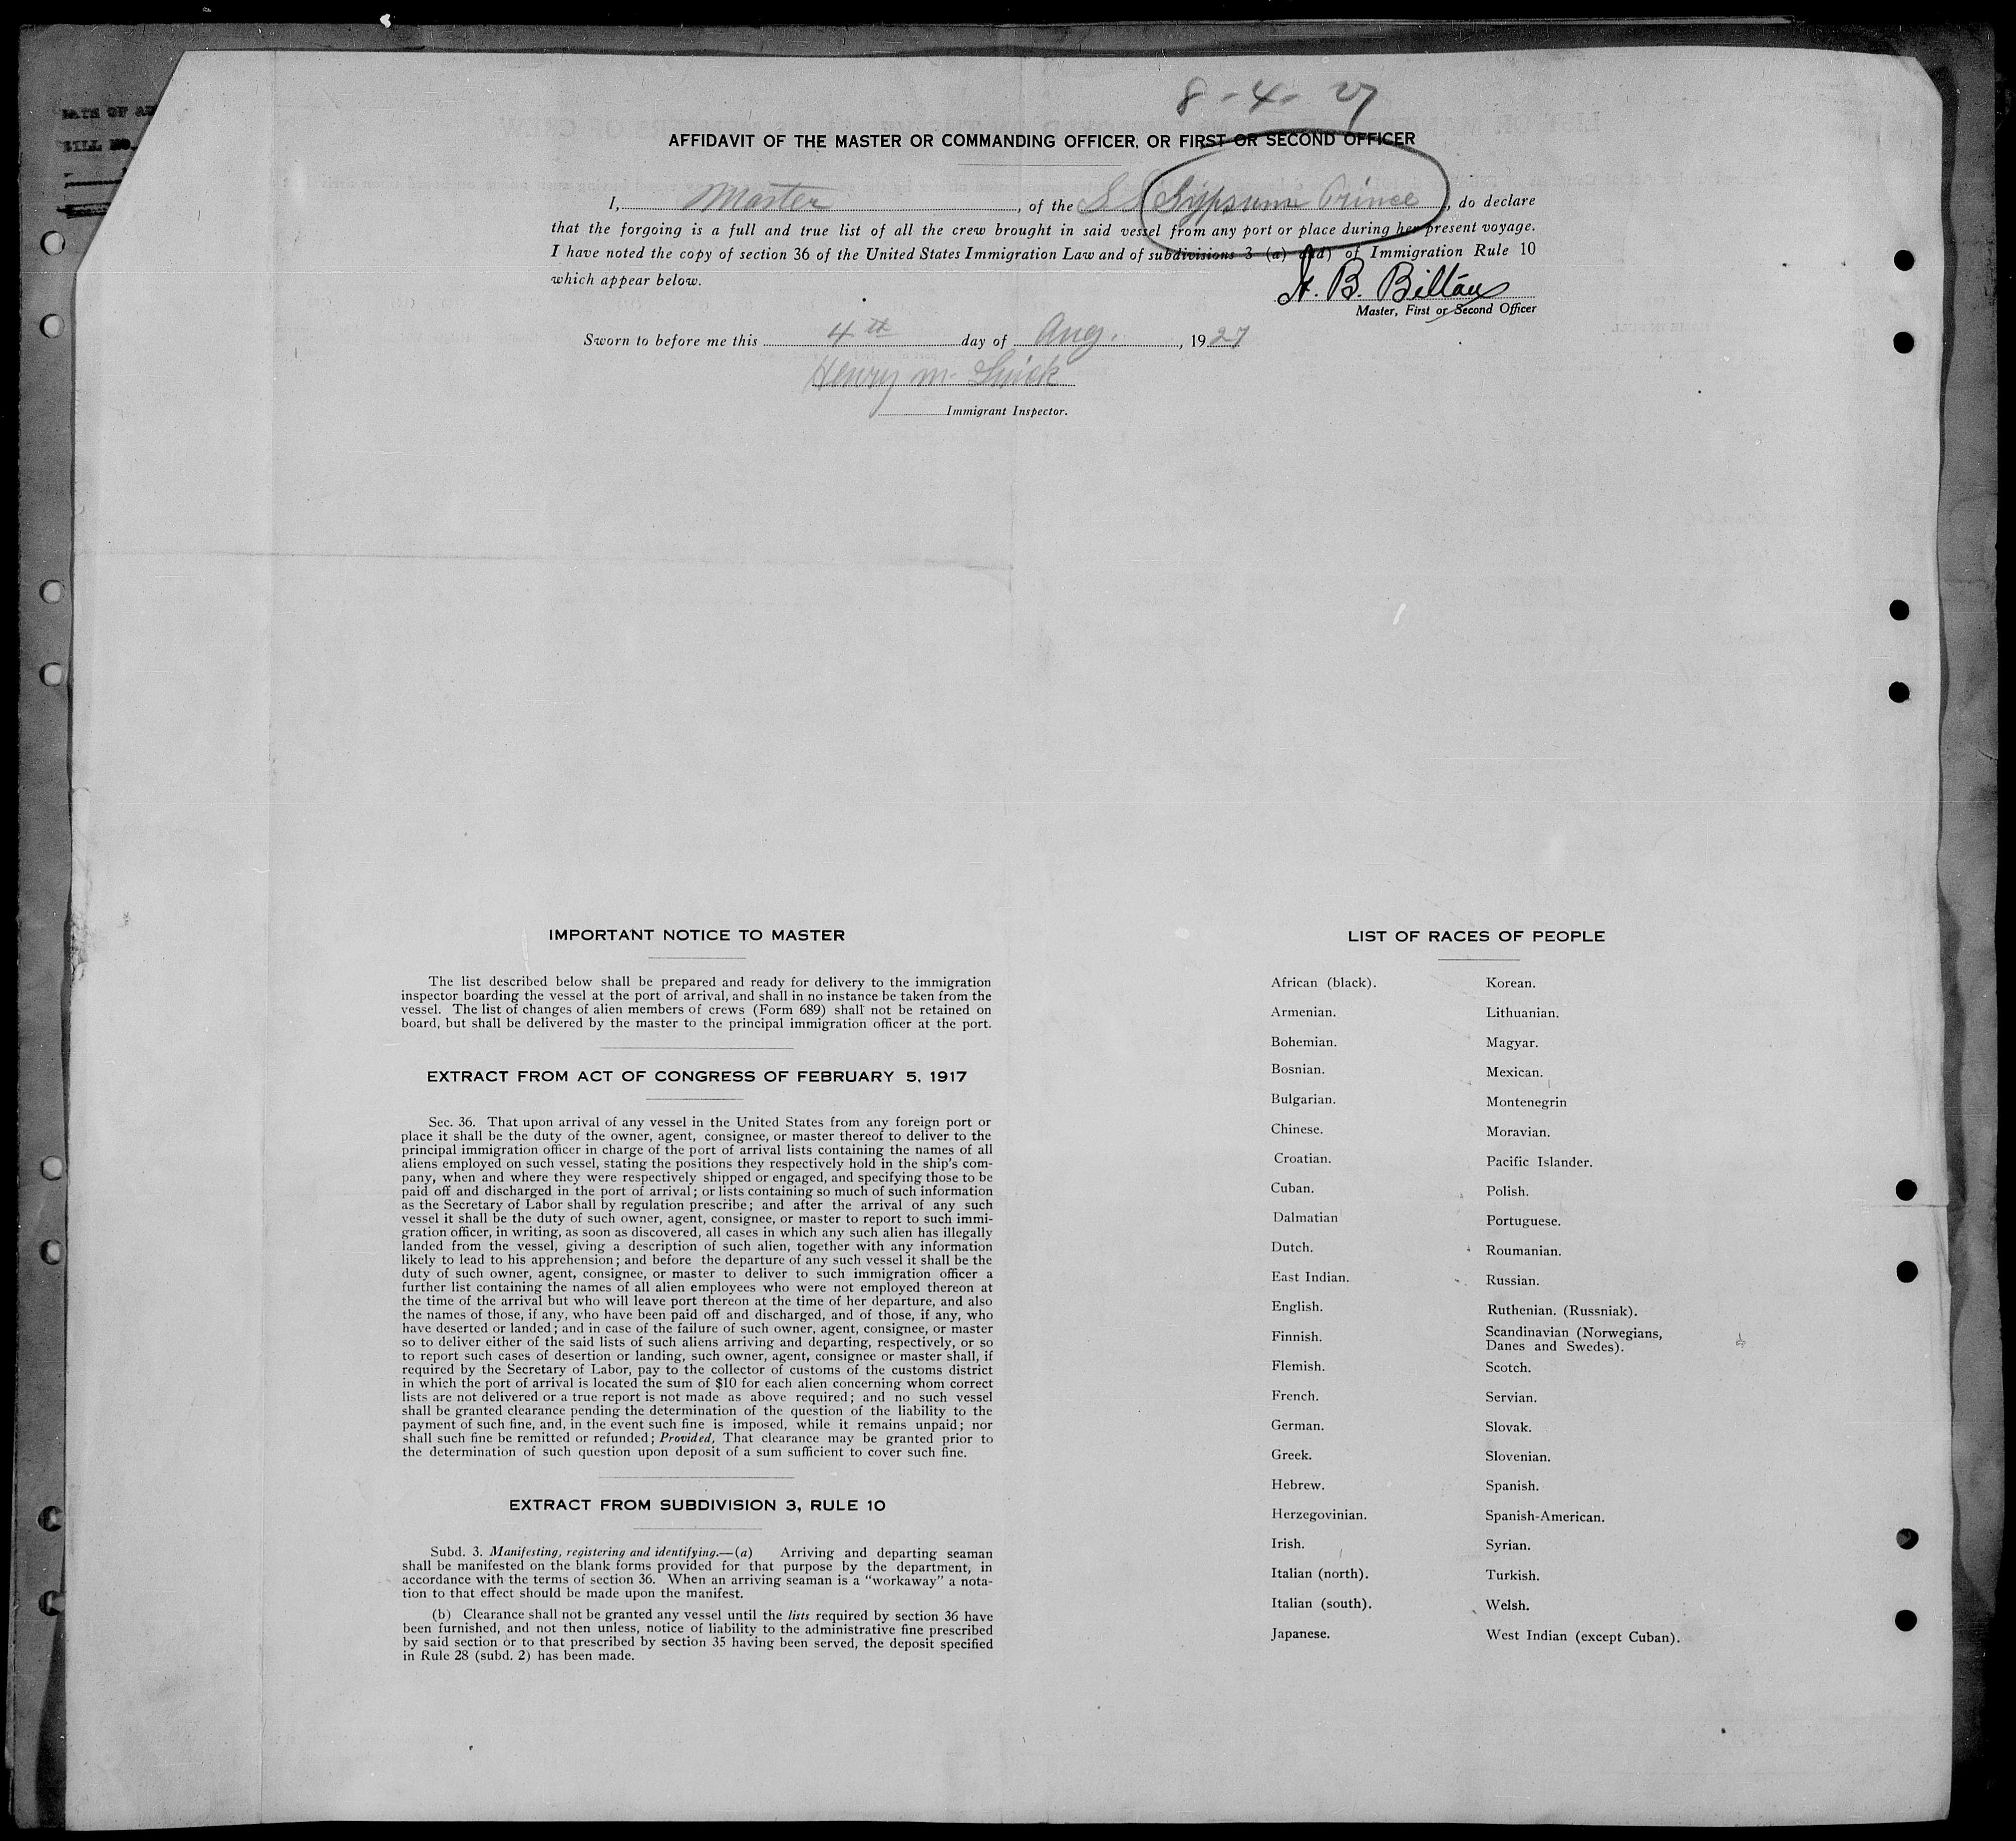 8-4-27
AFFIDAVIT OF THE MASTER OR COMMANDING OFFICER, OR FIRST OR SECOND OFFICER
I, Master, of the S S Gypsum Prince, do declare
that the forgoing is a full and true list of all the crew brought in said vessel from any port or place during her present voyage.
I have noted the copy of section 36 of the United States Immigration Law and of subdivisions 3 (a) and) of Immigration Rule 10
which appear below.
Master, First or Second Officer
Sworn to before me this 4th day of Aug., 1927
Henry M.
Immigrant Inspector.
IMPORTANT NOTICE TO MASTER
The list described below shall be prepared and ready for delivery to the immigration
inspector boarding the vessel at the port of arrival, and shall in no instance be taken from the
vessel. The list of changes of alien members of crews (Form 689) shall not be retained on
board, but shall be delivered by the master to the principal immigration officer at the port.
EXTRACT FROM ACT OF CONGRESS OF FEBRUARY 5, 1917
Sec. 36. That upon arrival of any vessel in the United States from any foreign port or
place it shall be the duty of the owner, agent, consignee, or master thereof to deliver to the
principal immigration officer in charge of the port of arrival lists containing the names of all
aliens employed on such vessel, stating the positions they respectively hold in the ship's com-
pany, when and where they were respectively shipped or engaged, and specifying those to be
paid off and discharged in the port of arrival; or lists containing so much of such information
as the Secretary of Labor shall by regulation prescribe; and after the arrival of any such
vessel it shall be the duty of such owner, agent, consignee, or master to report to such immi-
gration officer, in writing, as soon as discovered, all cases in which any such alien has illegally
landed from the vessel, giving a description of such alien, together with any information
likely to lead to his apprehension; and before the departure of any such vessel it shall be the
duty of such owner, agent, consignee, or master to deliver to such immigration officer a
further list containing the names of all alien employees who were not employed thereon at
the time of the arrival but who will leave port thereon at the time of her departure, and also
the names of those, if any, who have been paid off and discharged, and of those, if any, who
have deserted or landed; and in case of the failure of such owner, agent, consignee, or master
so to deliver either of the said lists of such aliens arriving and departing, respectively, or so
to report such cases of desertion or landing, such owner, agent, consignee or master shall, if
required by the Secretary of Labor, pay to the collector of customs of the customs district
in which the port of arrival is located the sum of $10 for each alien concerning whom correct
lists are not delivered or a true report is not made as above required; and no such vessel
shall be granted clearance pending the determination of the question of the liability to the
payment of such fine, and, in the event such fine is imposed, while it remains unpaid; nor
shall such fine be remitted or refunded; Provided, That clearance may be granted prior to
the determination of such question upon deposit of a sum sufficient to cover such fine.
EXTRACT FROM SUBDIVISION 3, RULE 10
Subd. 3. Manifesting, registering and identifying.—(a) Arriving and departing seaman
shall be manifested on the blank forms provided for that purpose by the department, in
accordance with the terms of section 36. When an arriving seaman is a "workaway" a nota-
tion to that effect should be made upon the manifest.
(b) Clearance shall not be granted any vessel until the lists required by section 36 have
been furnished, and not then unless, notice of liability to the administrative fine prescribed
by said section or to that prescribed by section 35 having been served, the deposit specified
in Rule 28 (subd. 2) has been made.
LIST OF RACES OF PEOPLE
African (black).
Armenian.
Bohemian.
Bosnian.
Bulgarian.
Chinese.
Croatian.
Cuban.
Dalmatian
Dutch.
East Indian.
English.
Finnish.
Flemish.
French.
German.
Greek.
Hebrew.
Herzegovinian.
Irish.
Italian (north).
Italian (south).
Japanese.
Korean.
Lithuanian.
Magyar.
Mexican.
Montenegrin
Moravian.
Pacific Islander.
Polish.
Portuguese.
Roumanian.
Russian.
Ruthenian. (Russniak).
Scandinavian (Norwegians,
Danes and Swedes).
Scotch.
Servian.
Slovak.
Slovenian.
Spanish.
Spanish-American.
Syrian.
Turkish.
Welsh.
West Indian (except Cuban).